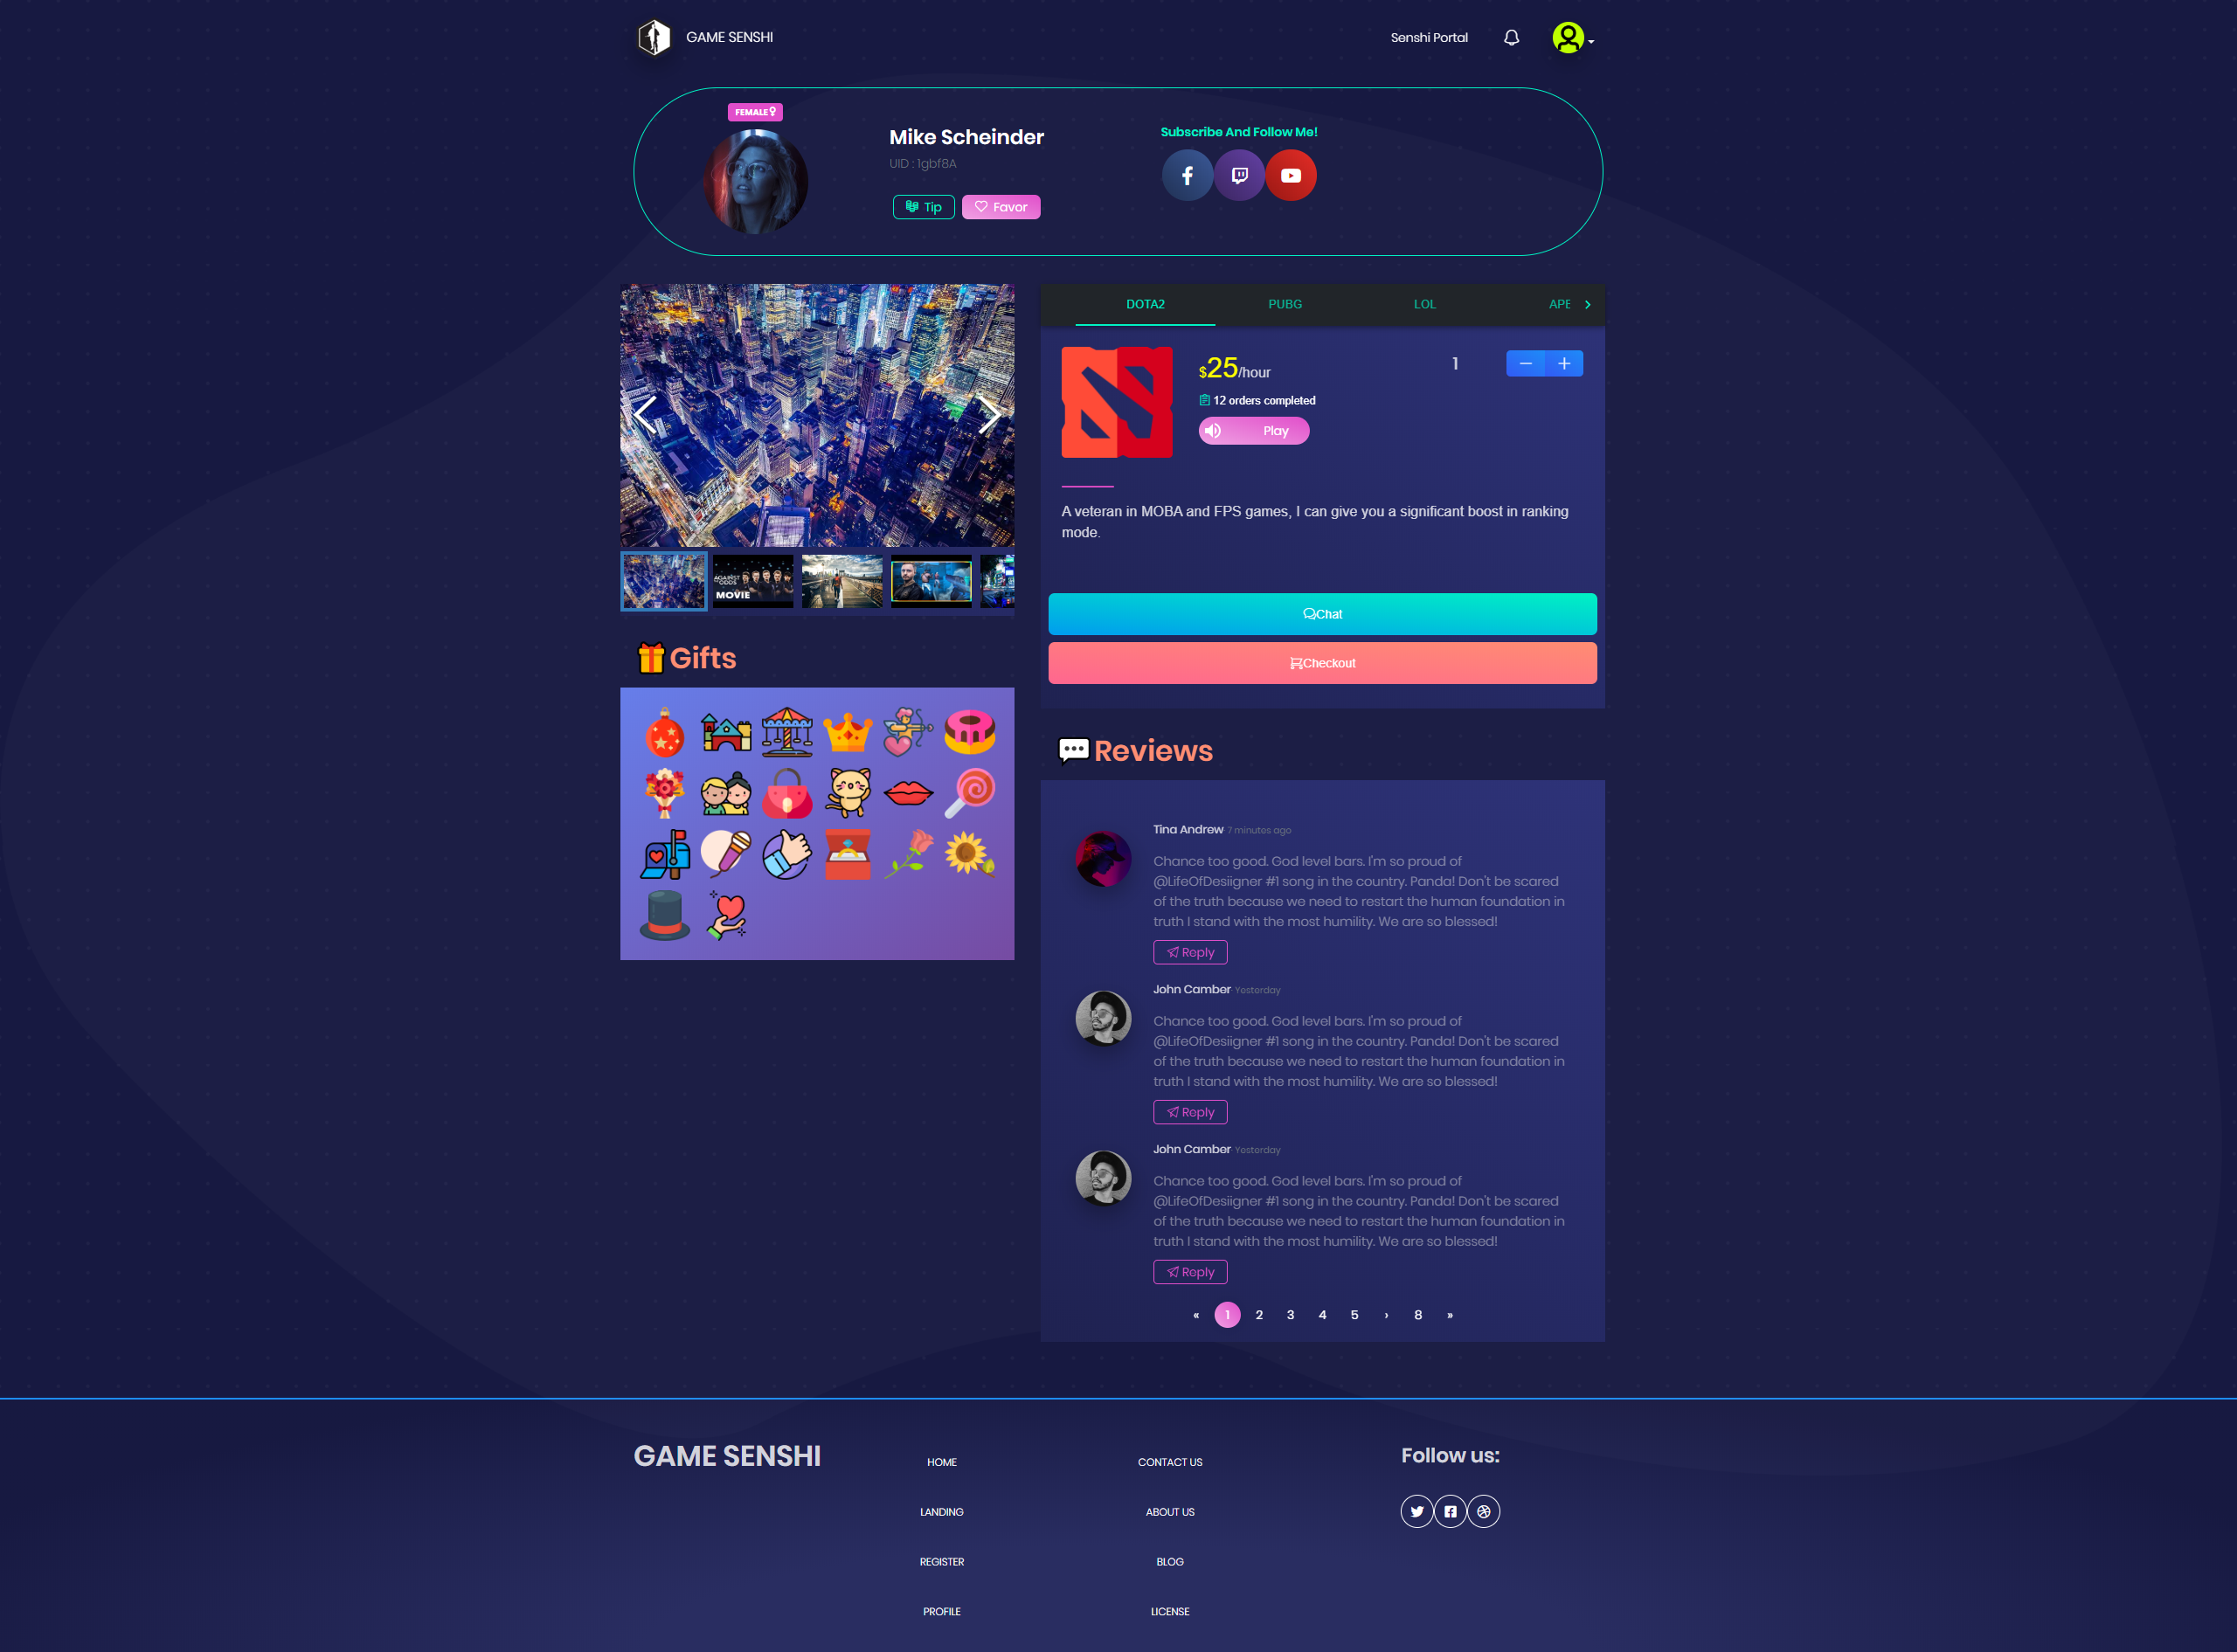 GAME SENSHI
Senshi Portal
FEMALE
Mike Scheinder
UID : 1gbf8A
Tip
Favor
Subscribe And Follow Me!
DOTA2
PUBG
LOL
APE
$25/hour
1
12 orders completed
Play
A veteran in MOBA and FPS games, I can give you a significant boost in ranking
mode.
Chat
Checkout
AGAINST
THE ODDS
MOVIE
Gifts
Reviews
Tina Andrew 7 minutes ago
Chance too good. God level bars. I'm so proud of
@LifeOfDesiigner #1 song in the country. Panda! Don't be scared
of the truth because we need to restart the human foundation in
truth I stand with the most humility. We are so blessed!
Reply
John Camber Yesterday
Chance too good. God level bars. I'm so proud of
@LifeOfDesiigner #1 song in the country. Panda! Don't be scared
of the truth because we need to restart the human foundation in
truth I stand with the most humility. We are so blessed!
Reply
John Camber Yesterday
Chance too good. God level bars. I'm so proud of
@LifeOfDesiigner #1 song in the country. Panda! Don't be scared
of the truth because we need to restart the human foundation in
truth I stand with the most humility. We are so blessed!
Reply
« 1 2 3 4 5 › 8 »
GAME SENSHI
HOME
LANDING
REGISTER
PROFILE
CONTACT US
ABOUT US
BLOG
LICENSE
Follow us: